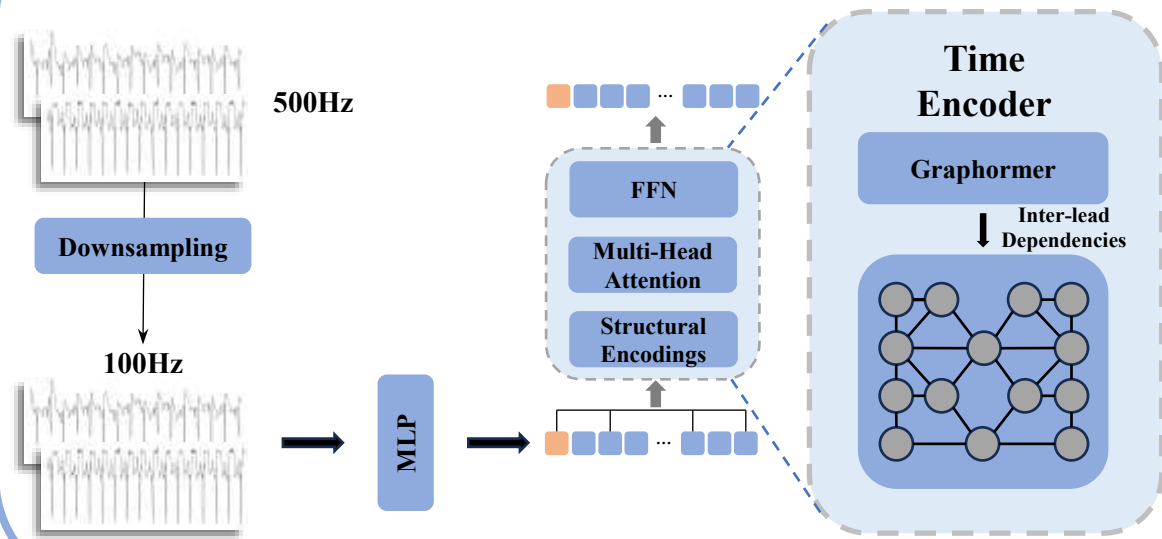 500Hz
Downsampling
100Hz
MLP
...
FFN
Multi-Head
Attention
Structural
Encodings
...
Time
Encoder
Graphormer
Inter-lead
Dependencies